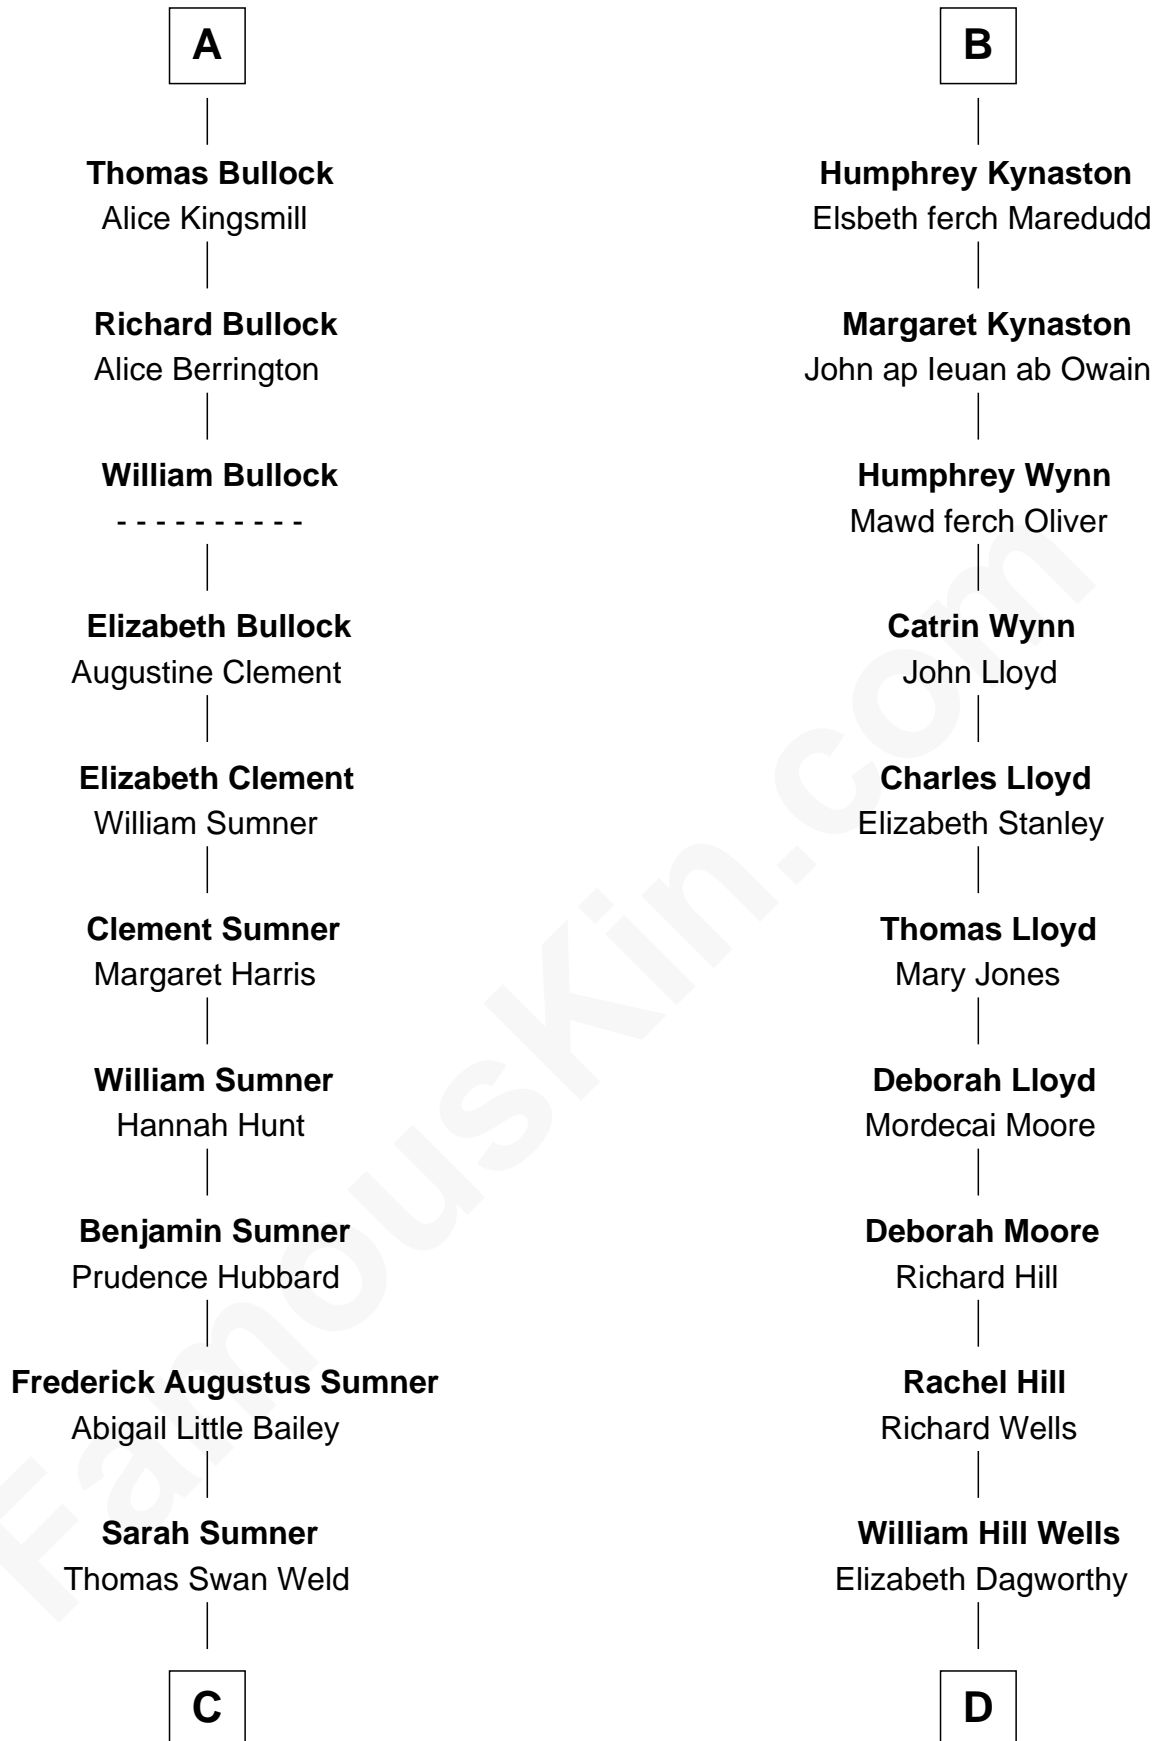 A
Thomas Bullock
Alice Kingsmill
Richard Bullock
Alice Berrington
William Bullock
- - - - - - - - - -
Elizabeth Bullock
Augustine Clement
Elizabeth Clement
William Sumner
Clement Sumner
Margaret Harris
William Sumner
Hannah Hunt
Benjamin Sumner
Prudence Hubbard
Frederick Augustus Sumner
Abigail Little Bailey
Sarah Sumner
Thomas Swan Weld
C
B
Humphrey Kynaston
Elsbeth ferch Maredudd
Margaret Kynaston
John ap Ieuan ab Owain
Humphrey Wynn
Mawd ferch Oliver
Catrin Wynn
John Lloyd
Charles Lloyd
Elizabeth Stanley
Thomas Lloyd
Mary Jones
Deborah Lloyd
Mordecai Moore
Deborah Moore
Richard Hill
Rachel Hill
Richard Wells
William Hill Wells
Elizabeth Dagworthy
D
FamousKin.com